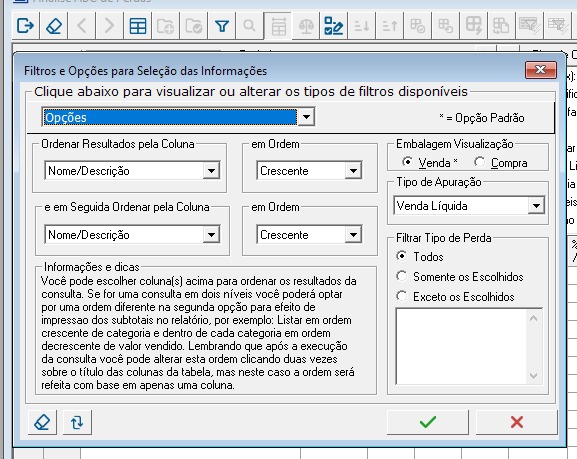 Análise ABC de Perdas
Filtros e Opções para Seleção das Informações
Clique abaixo para visualizar ou alterar os tipos de filtros disponíveis
Opções
* = Opção Padrão
Ordenar Resultados pela Coluna
em Ordem
Nome/Descrição
Crescente
e em Seguida Ordenar pela Coluna
em Ordem
Nome/Descrição
Crescente
Embalagem Visualização
Venda *
Compra
Tipo de Apuração
Venda Líquida
Filtrar Tipo de Perda
Todos
Somente os Escolhidos
Exceto os Escolhidos
Informações e dicas
Você pode escolher coluna(s) acima para ordenar os resultados da
consulta. Se for uma consulta em dois níveis você poderá optar
por uma ordem diferente na segunda opção para efeito de
impressao dos subtotais no relatório, por exemplo: Listar em ordem
crescente de categoria e dentro de cada categoria em ordem
decrescente de valor vendido. Lembrando que após a execução
da consulta você pode alterar esta ordem clicando duas vezes
sobre o título das colunas da tabela, mas neste caso a ordem será
refeita com base em apenas uma coluna.